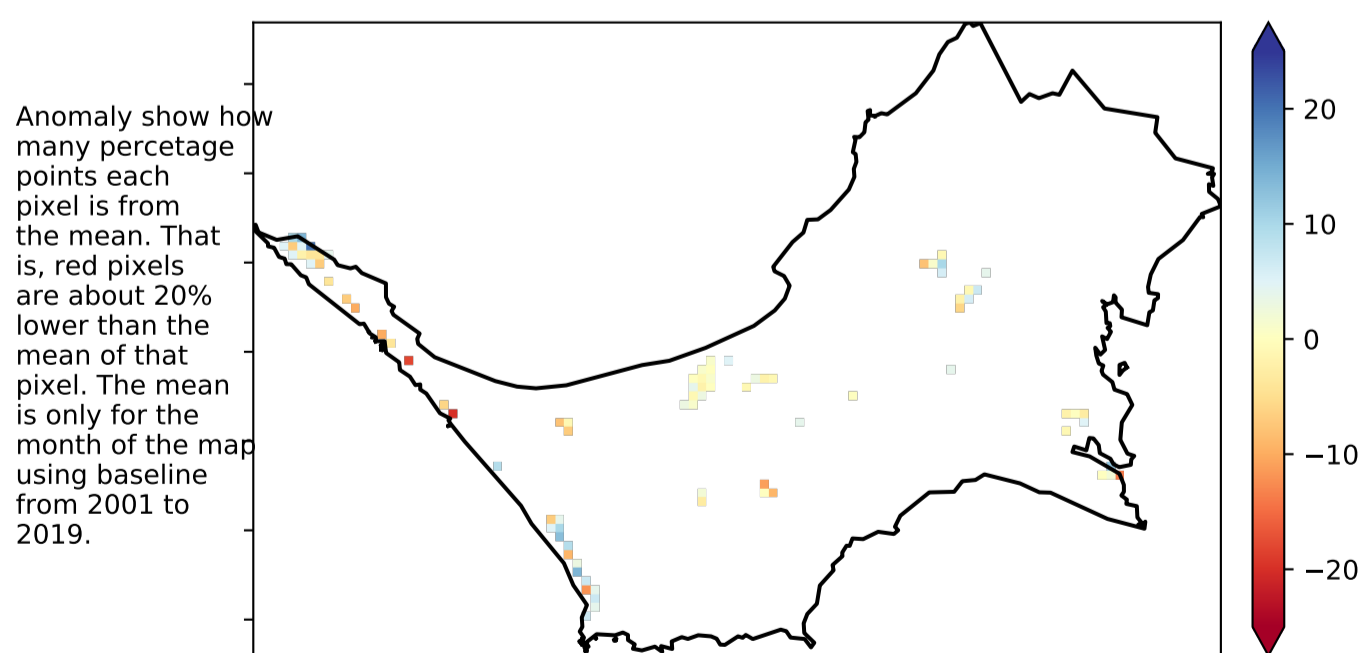 Anomaly show how
many percetage
points each
pixel is from
the mean. That
is, red pixels
are about 20%
lower than the
mean of that
pixel. The mean
is only for the
month of the map
using baseline
from 2001 to
2019.
20
10
0
−10
−20